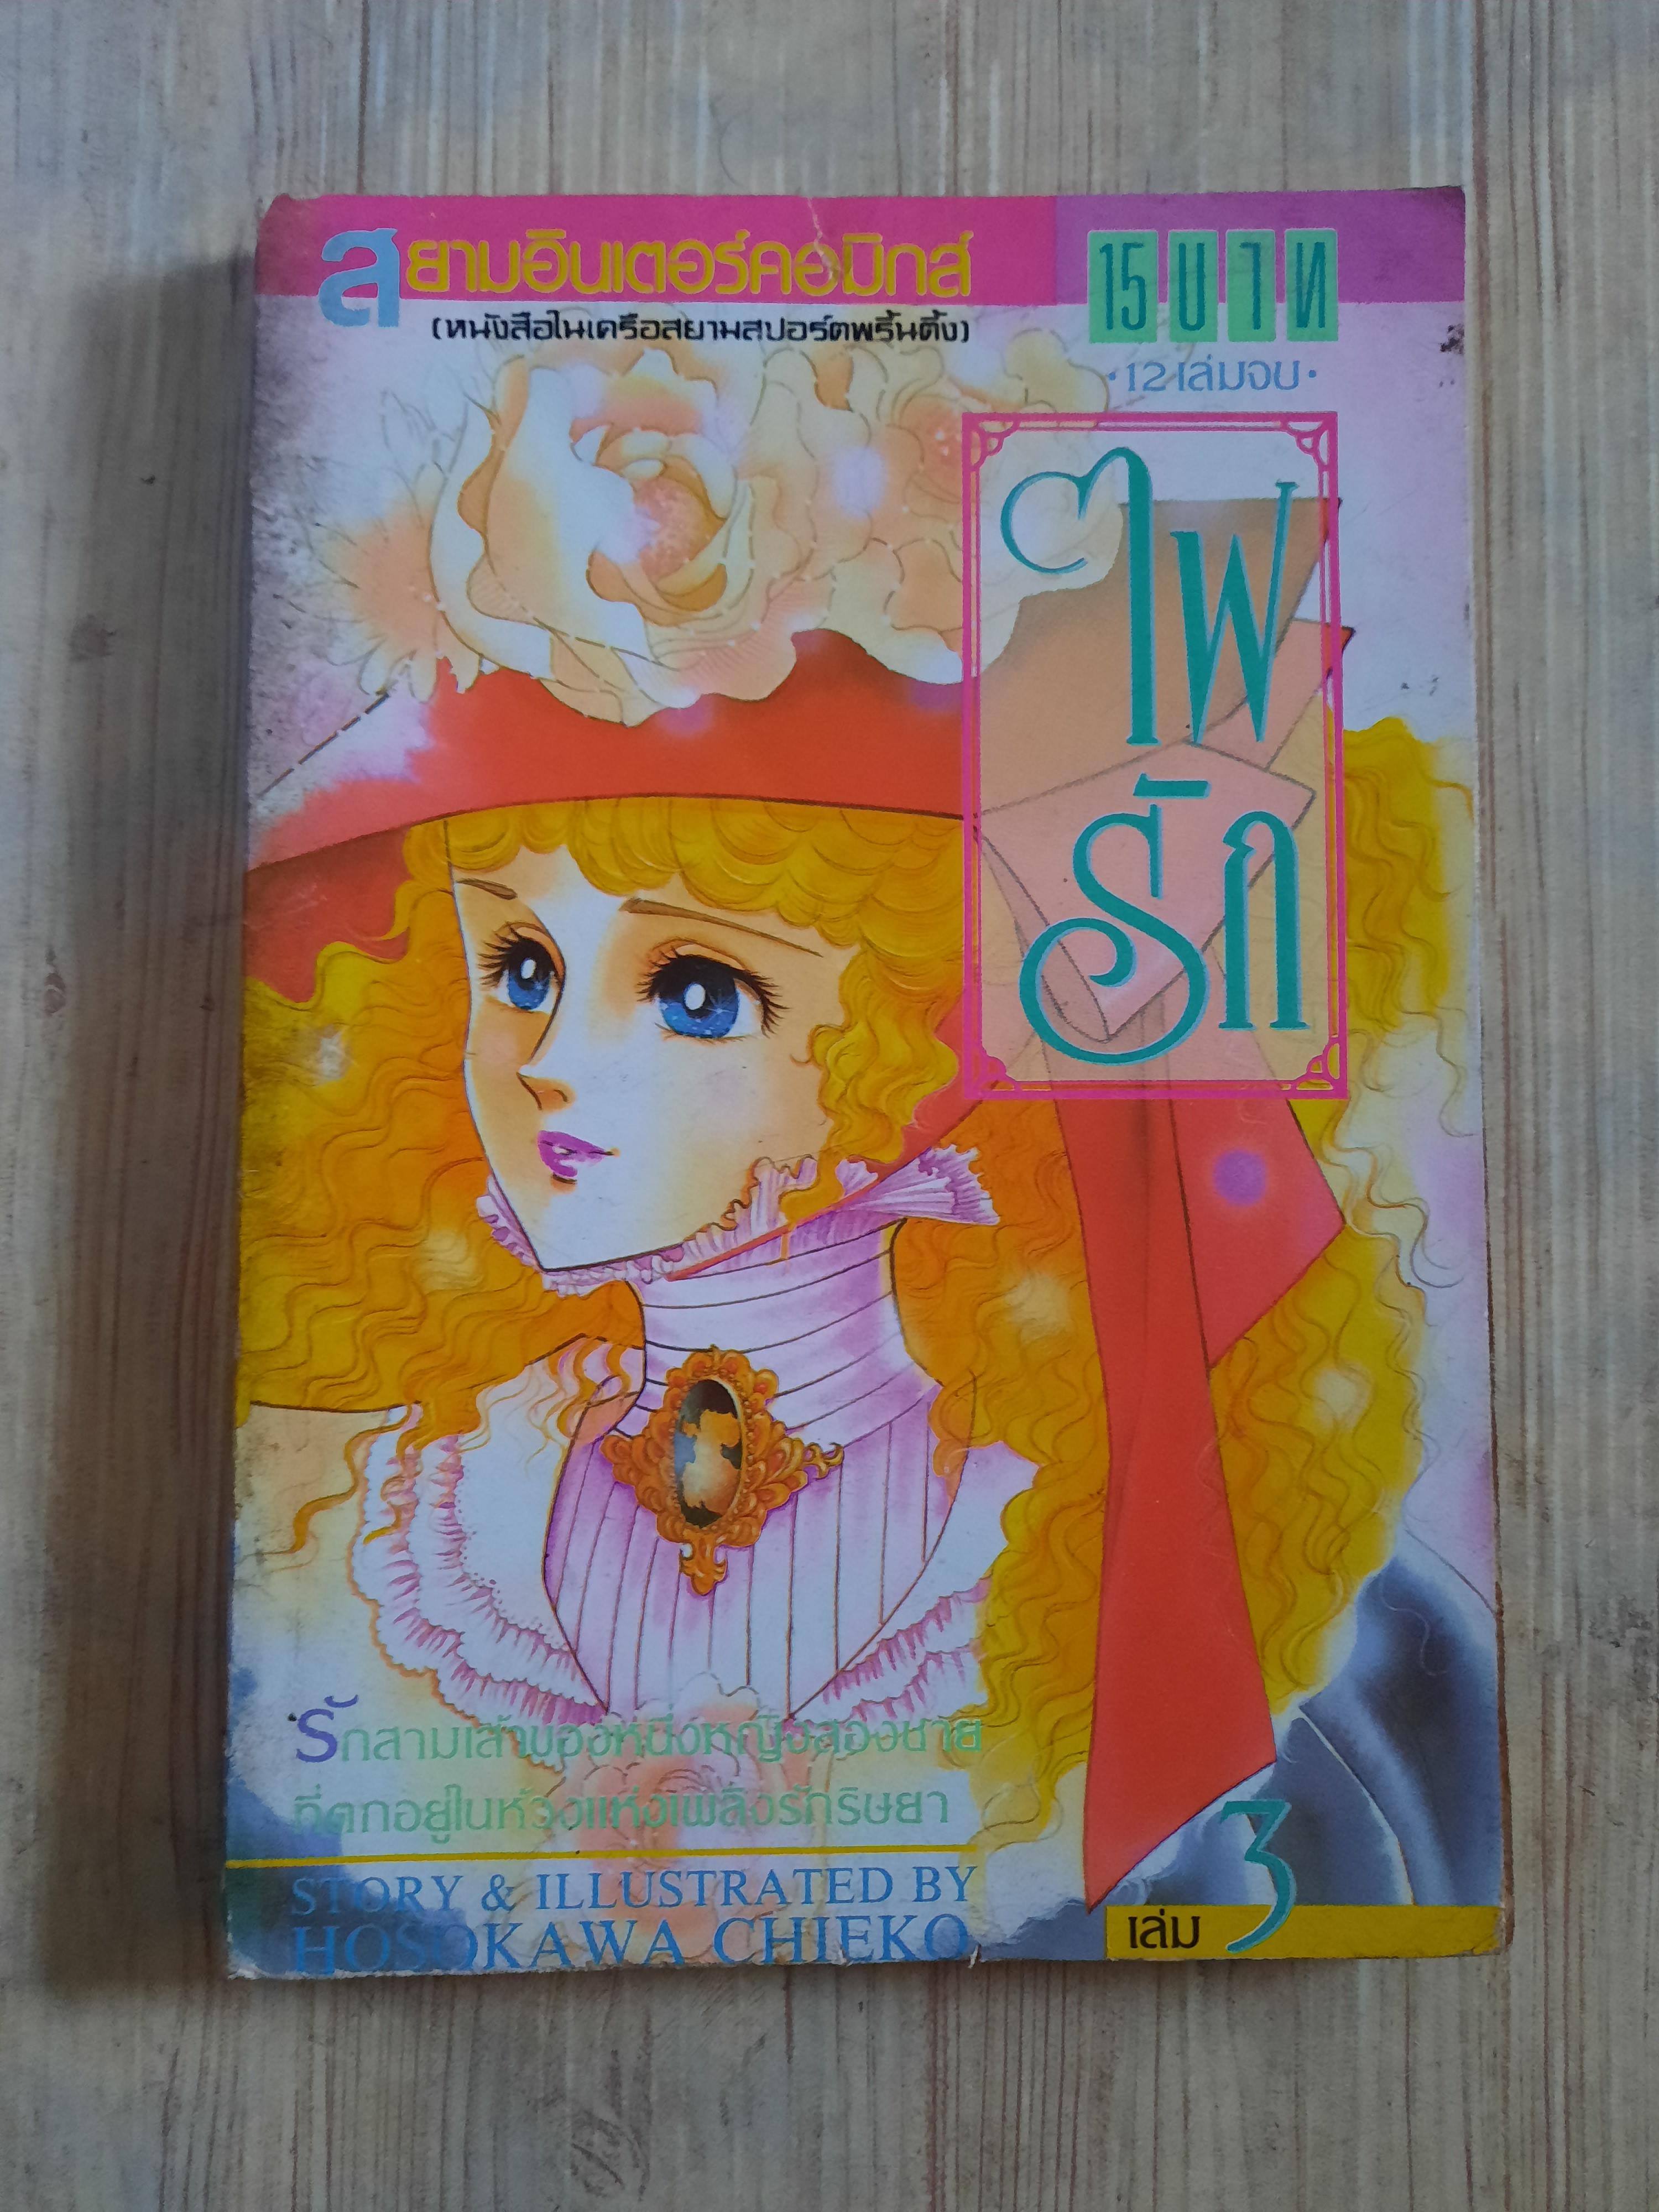 สยามอินเตอร์คอมิกส์
(หนังสือในเครือสยามสปอร์ตพริ้นติ้ง)
15 บาท
•12 เล่มจบ•
ไฟ
รัก
รักสามเส้าของหนึ่งหญิงสองชาย
ที่ตกอยู่ในห้วงแห่งเพลิงรักริษยา
STORY & ILLUSTRATED BY
HOSOKAWA CHIEKO
เล่ม 3